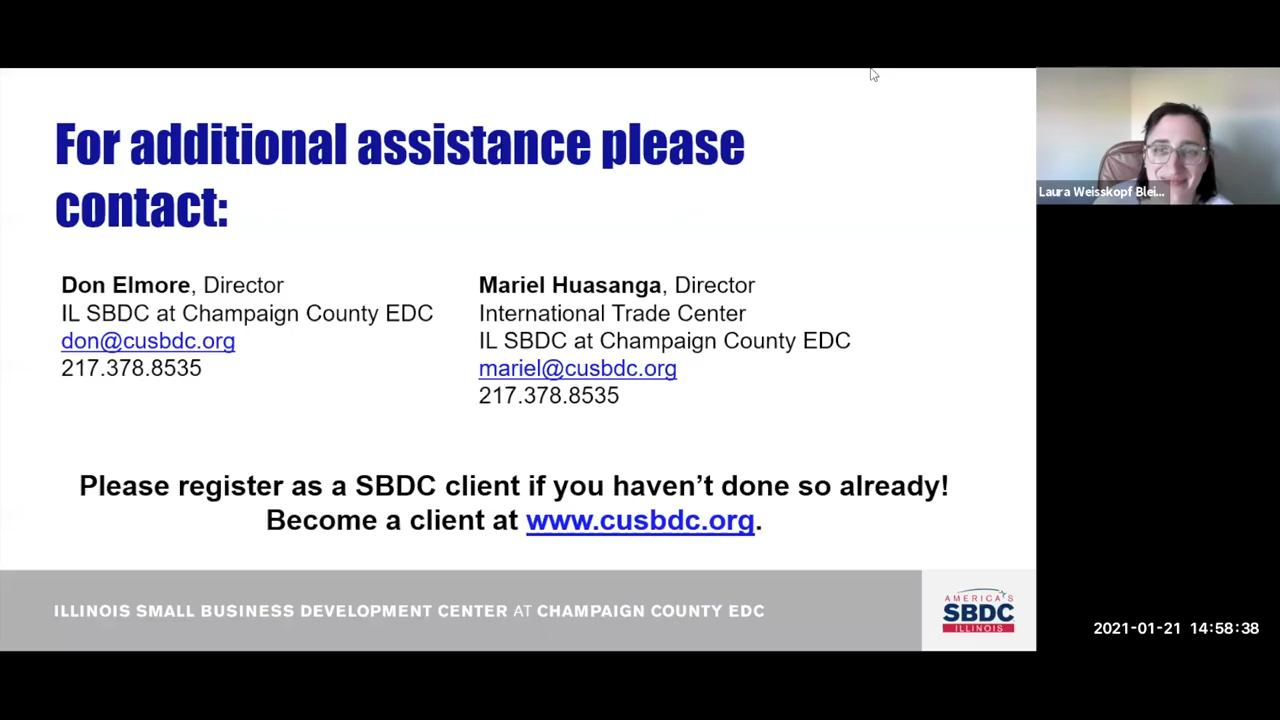 For additional assistance please
contact:
Don Elmore, Director
IL SBDC at Champaign County EDC
don@cusbdc.org
217.378.8535
Mariel Huasanga, Director
International Trade Center
IL SBDC at Champaign County EDC
mariel@cusbdc.org
217.378.8535
Please register as a SBDC client if you haven’t done so already!
Become a client at www.cusbdc.org.
ILLINOIS SMALL BUSINESS DEVELOPMENT CENTER AT CHAMPAIGN COUNTY EDC
AMERICA'S
SBDC
ILLINOIS
Laura Weisskopf Blei...
2021-01-21 14:58:38